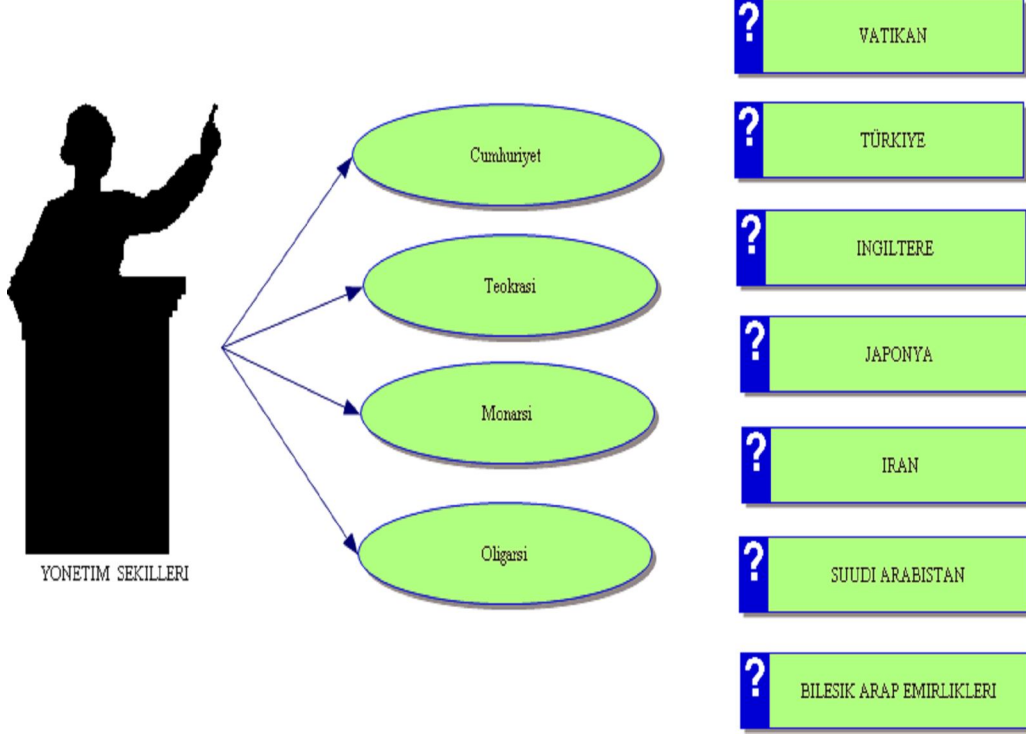 YONETIM SEKILLERI
Cumhuriyet
Teokrasi
Monarsi
Oligarsi
? VATIKAN
? TÜRKIYE
? INGILTERE
? JAPONYA
? IRAN
? SUUDI ARABISTAN
? BILESIK ARAP EMIRLIKLERI